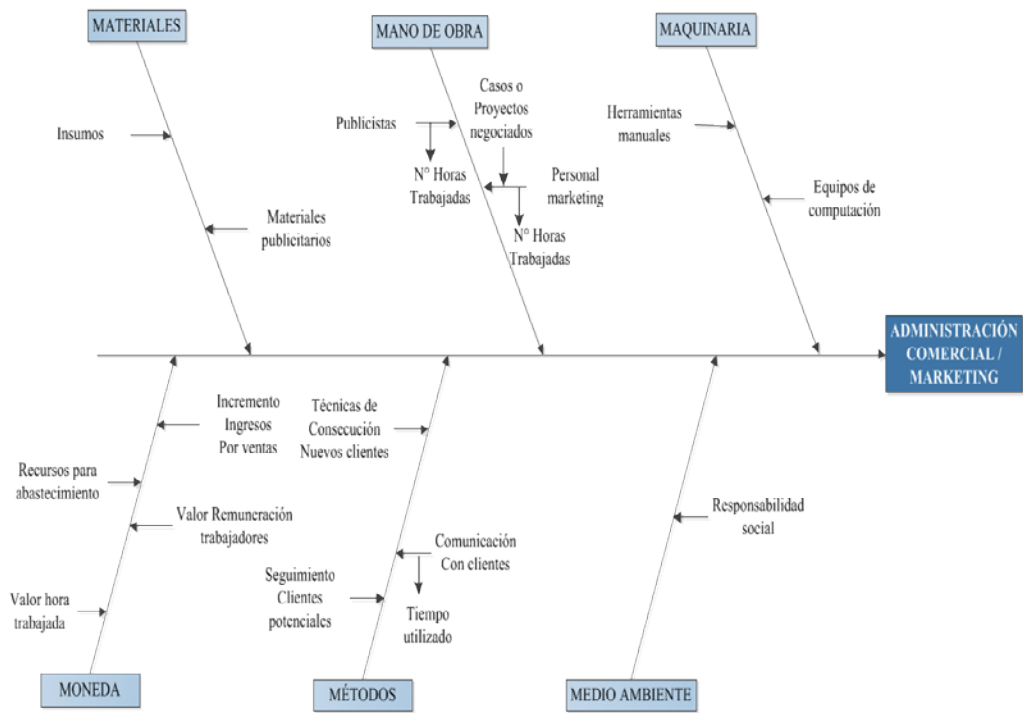 MATERIALES
MANO DE OBRA
MAQUINARIA
Insumos
Materiales
publicitarios
Publicistas
N° Horas
Trabajadas
Casos o
Proyectos
negociados
Personal
marketing
N° Horas
Trabajadas
Herramientas
manuales
Equipos de
computación
ADMINISTRACIÓN
COMERCIAL /
MARKETING
Incremento
Ingresos
Por ventas
Recursos para
abastecimiento
Valor Remuneración
trabajadores
Valor hora
trabajada
Técnicas de
Consecución
Nuevos clientes
Comunicación
Con clientes
Seguimiento
Clientes
potenciales
Tiempo
utilizado
Responsabilidad
social
MONEDA
MÉTODOS
MEDIO AMBIENTE